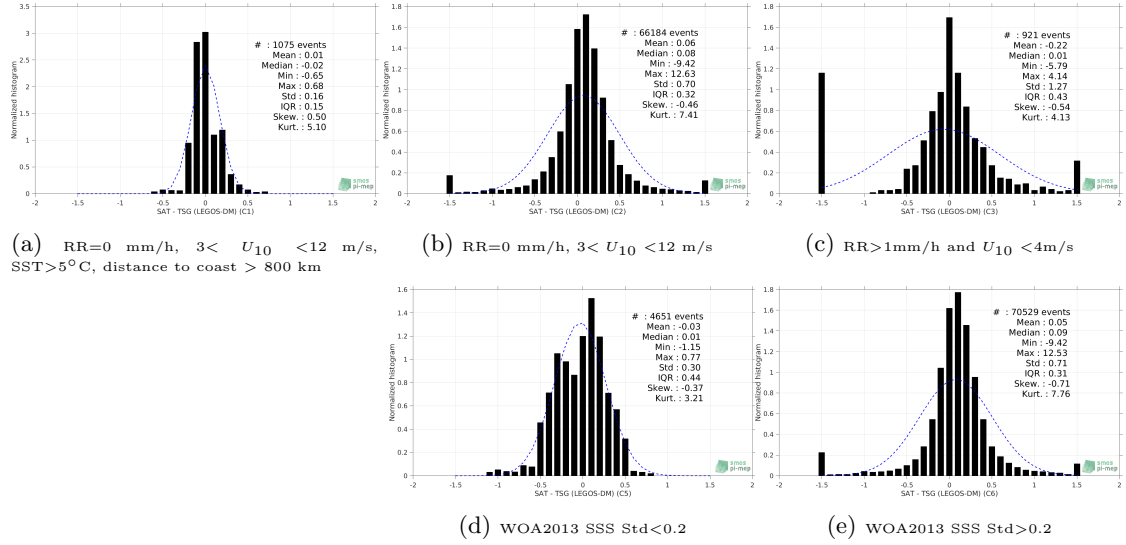 3.5
3
2.5
2
1.5
1
0.5
0
Normalized histogram
# : 1075 events
Mean : 0.01
Median : -0.02
Min : -0.65
Max : 0.68
Std : 0.16
IQR : 0.15
Skew. : 0.50
Kurt. : 5.10
smos
pi-mep
-2 -1.5 -1 -0.5 0 0.5 1 1.5 2
SAT - TSG (LEGOS-DM) (C1)
(a) RR=0 mm/h, 3< U10 <12 m/s,
SST>5°C, distance to coast > 800 km
1.8
1.6
1.4
1.2
1
0.8
0.6
0.4
0.2
0
Normalized histogram
# : 66184 events
Mean : 0.06
Median : 0.08
Min : -9.42
Max : 12.63
Std : 0.70
IQR : 0.32
Skew. : -0.46
Kurt. : 7.41
smos
pi-mep
-2 -1.5 -1 -0.5 0 0.5 1 1.5 2
SAT - TSG (LEGOS-DM) (C2)
(b) RR=0 mm/h, 3< U10 <12 m/s
1.8
1.6
1.4
1.2
1
0.8
0.6
0.4
0.2
0
Normalized histogram
# : 921 events
Mean : -0.22
Median : 0.01
Min : -5.79
Max : 4.14
Std : 1.27
IQR : 0.43
Skew. : -0.54
Kurt. : 4.13
smos
pi-mep
-2 -1.5 -1 -0.5 0 0.5 1 1.5 2
SAT - TSG (LEGOS-DM) (C3)
(c) RR>1mm/h and U10 <4m/s
1.6
1.4
1.2
1
0.8
0.6
0.4
0.2
0
Normalized histogram
# : 4651 events
Mean : -0.03
Median : 0.01
Min : -1.15
Max : 0.77
Std : 0.30
IQR : 0.44
Skew. : -0.37
Kurt. : 3.21
smos
pi-mep
-2 -1.5 -1 -0.5 0 0.5 1 1.5 2
SAT - TSG (LEGOS-DM) (C5)
(d) WOA2013 SSS Std<0.2
1.8
1.6
1.4
1.2
1
0.8
0.6
0.4
0.2
0
Normalized histogram
# : 70529 events
Mean : 0.05
Median : 0.09
Min : -9.42
Max : 12.53
Std : 0.71
IQR : 0.31
Skew. : -0.71
Kurt. : 7.76
smos
pi-mep
-2 -1.5 -1 -0.5 0 0.5 1 1.5 2
SAT - TSG (LEGOS-DM) (C6)
(e) WOA2013 SSS Std>0.2